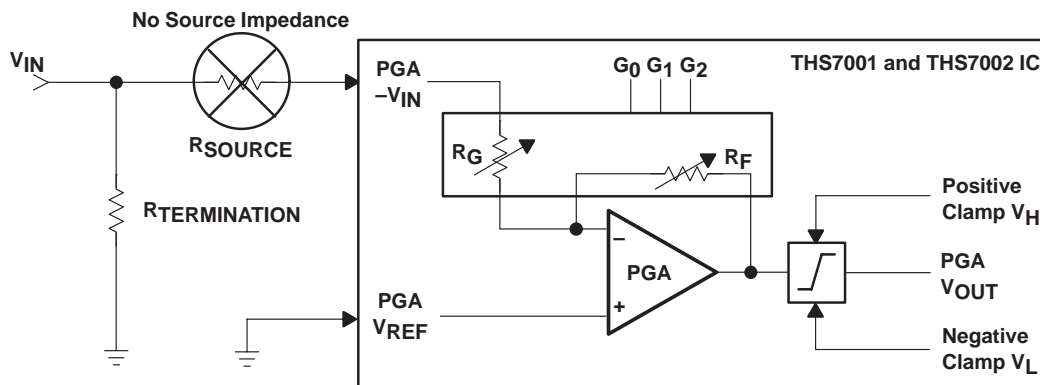 No Source Impedance
VIN
RSOURCE
RTERMINATION
PGA
–VIN
G0 G1 G2
THS7001 and THS7002 IC
RG
RF
−
PGA
+
PGA
VREF
Positive
Clamp VH
PGA
VOUT
Negative
Clamp VL